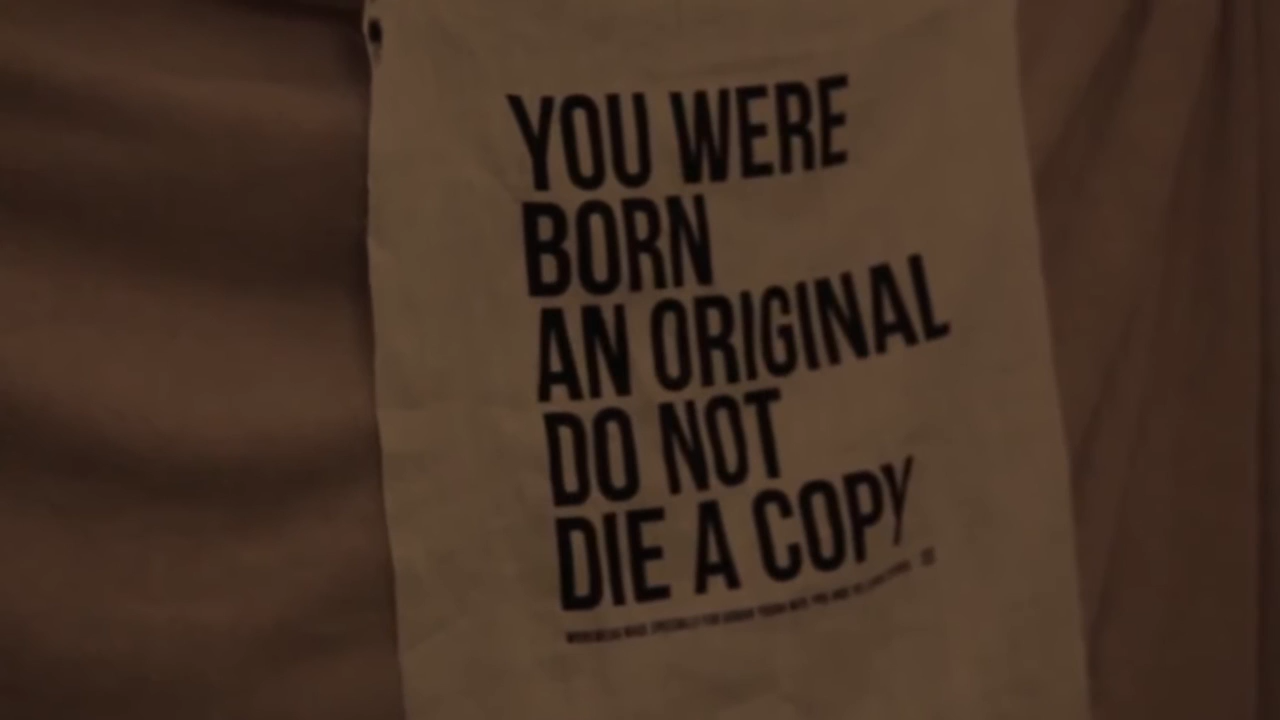 YOU WERE
BORN
AN ORIGINAL
DO NOT
DIE A COPY